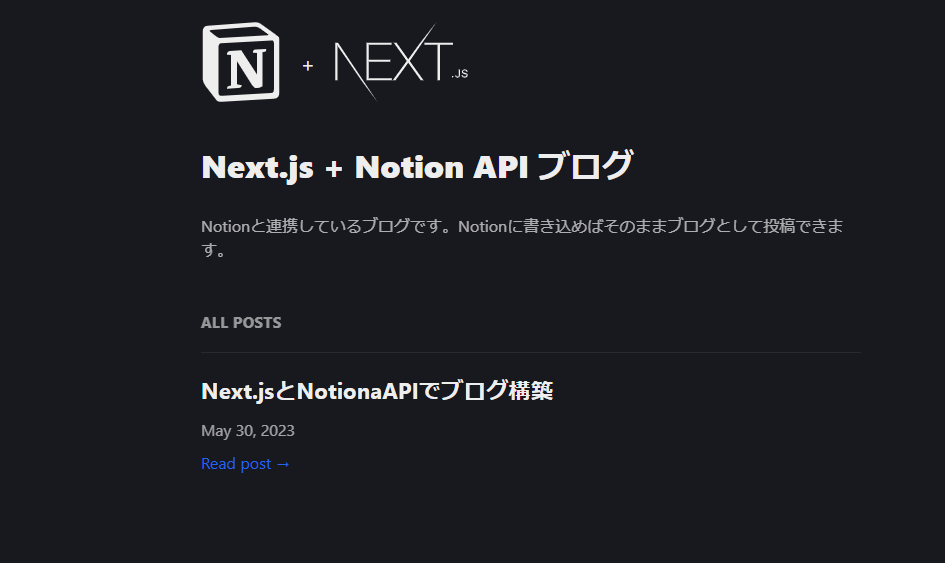 N + NEXT.JS
Next.js + Notion API ブログ
Notionと連携しているブログです。Notionに書き込めばそのままブログとして投稿できま
す。
ALL POSTS
Next.jsとNotionaAPIでブログ構築
May 30, 2023
Read post →